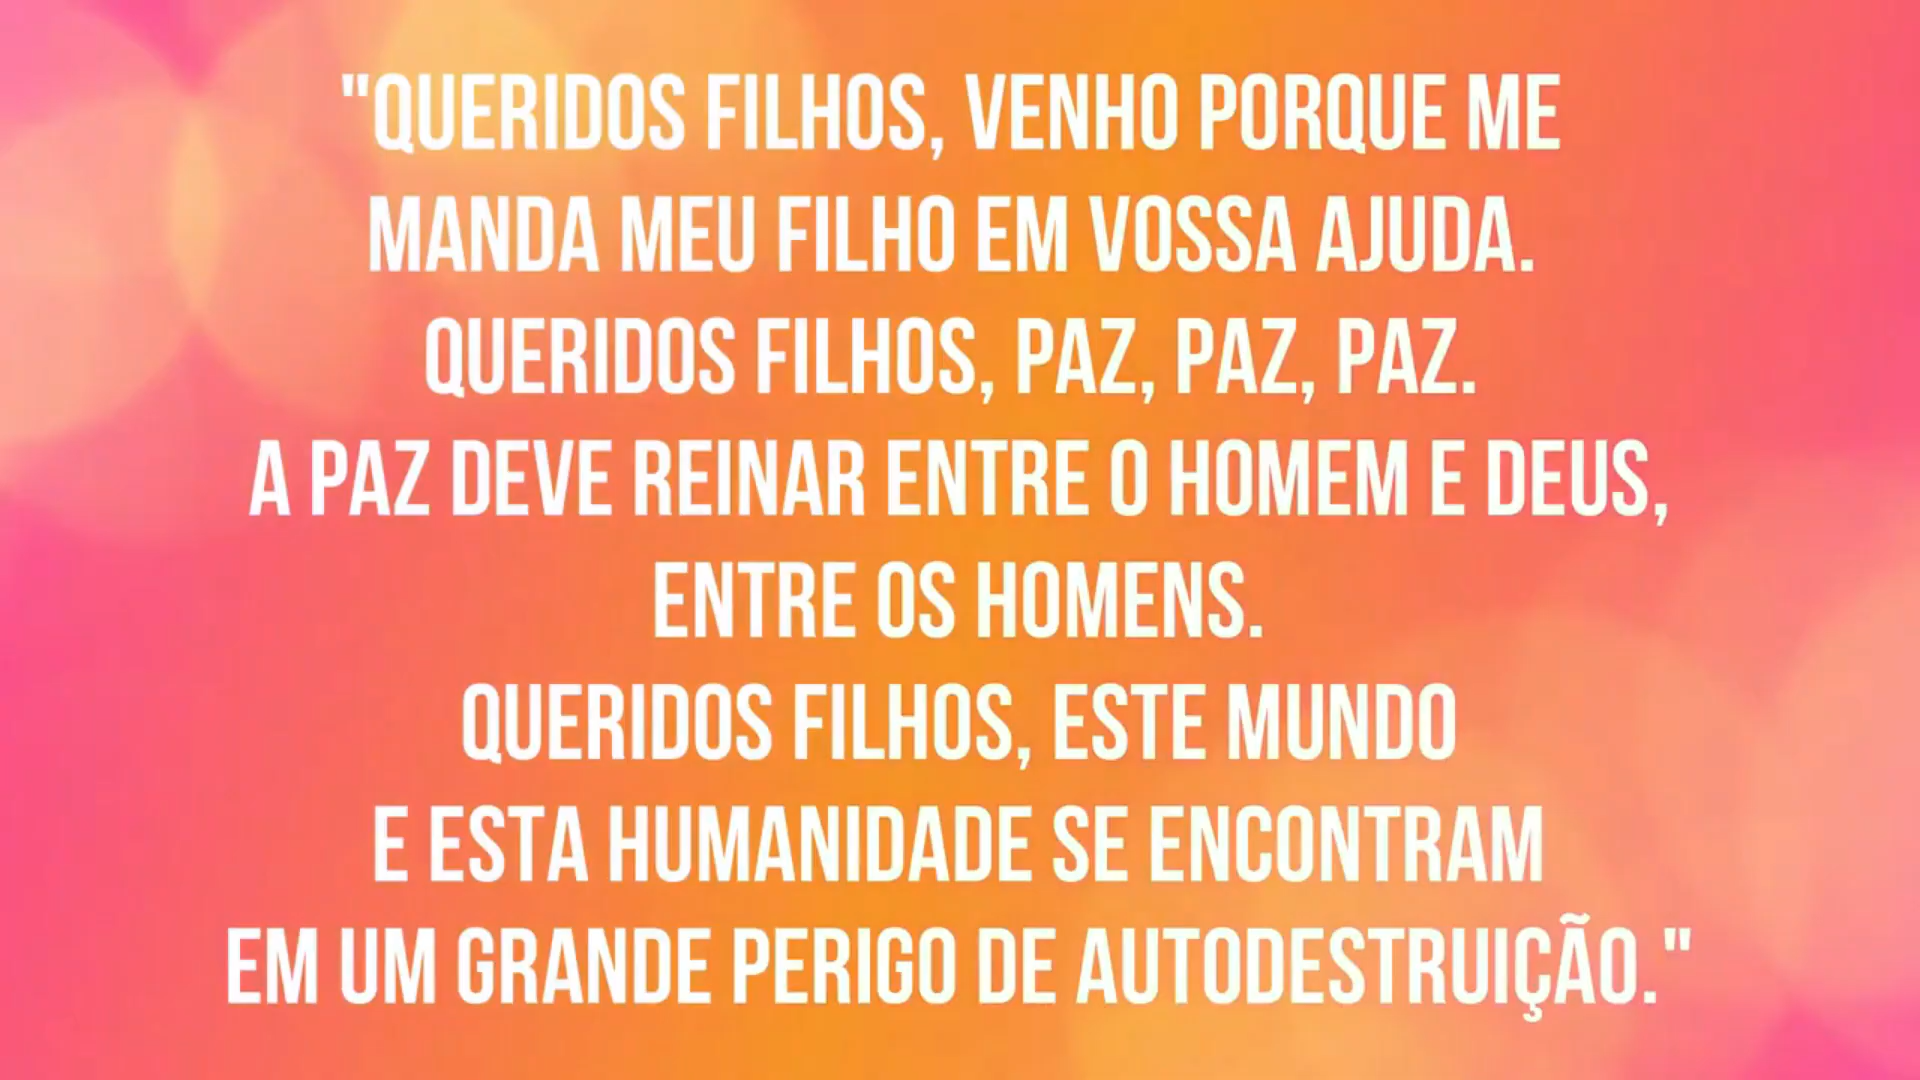 "QUERIDOS FILHOS, VENHO PORQUE ME
MANDA MEU FILHO EM VOSSA AJUDA.
QUERIDOS FILHOS, PAZ, PAZ, PAZ.
A PAZ DEVE REINAR ENTRE O HOMEM E DEUS,
ENTRE OS HOMENS.
QUERIDOS FILHOS, ESTE MUNDO
E ESTA HUMANIDADE SE ENCONTRAM
EM UM GRANDE PERIGO DE AUTODESTRUIÇÃO."